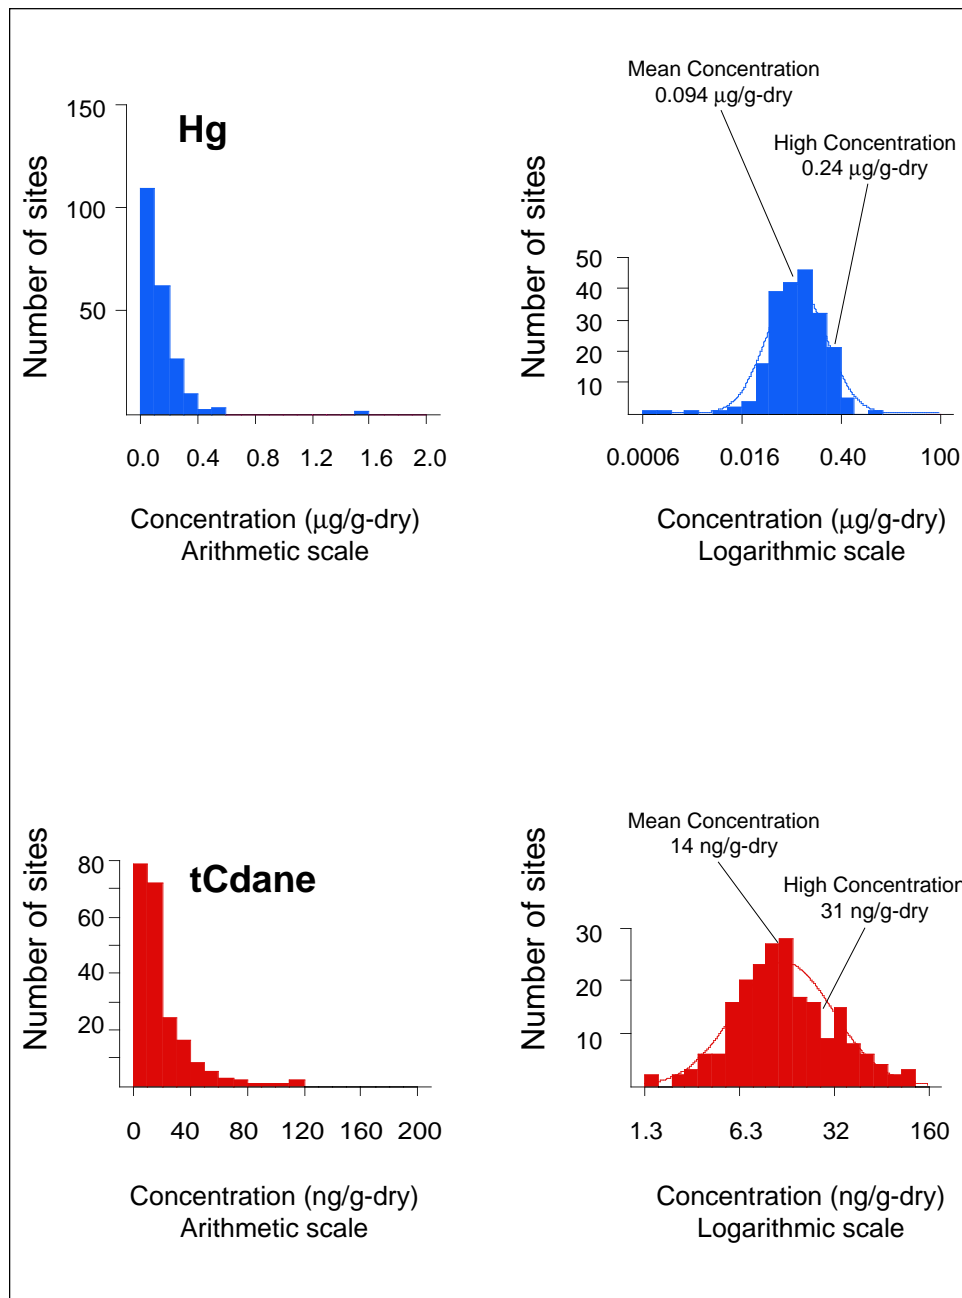 Hg
Number of sites
150
100
50
0.0 0.4 0.8 1.2 1.6 2.0
Concentration (µg/g-dry)
Arithmetic scale
Mean Concentration
0.094 µg/g-dry
High Concentration
0.24 µg/g-dry
Number of sites
50
40
30
20
10
0.0006 0.016 0.40 100
Concentration (µg/g-dry)
Logarithmic scale
tCdane
Number of sites
80
60
40
20
0 40 80 120 160 200
Concentration (ng/g-dry)
Arithmetic scale
Mean Concentration
14 ng/g-dry
High Concentration
31 ng/g-dry
Number of sites
30
20
10
1.3 6.3 32 160
Concentration (ng/g-dry)
Logarithmic scale